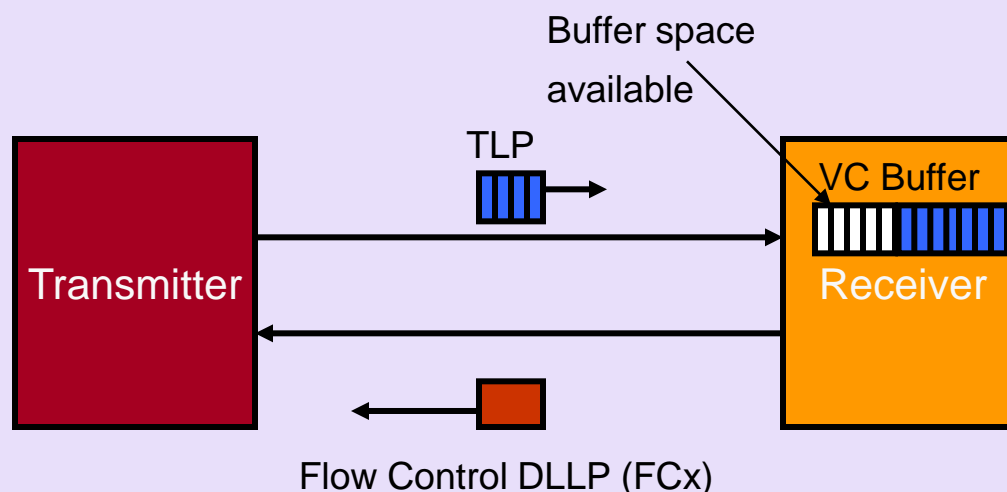 Buffer space
available
TLP
VC Buffer
Transmitter
Receiver
Flow Control DLLP (FCx)